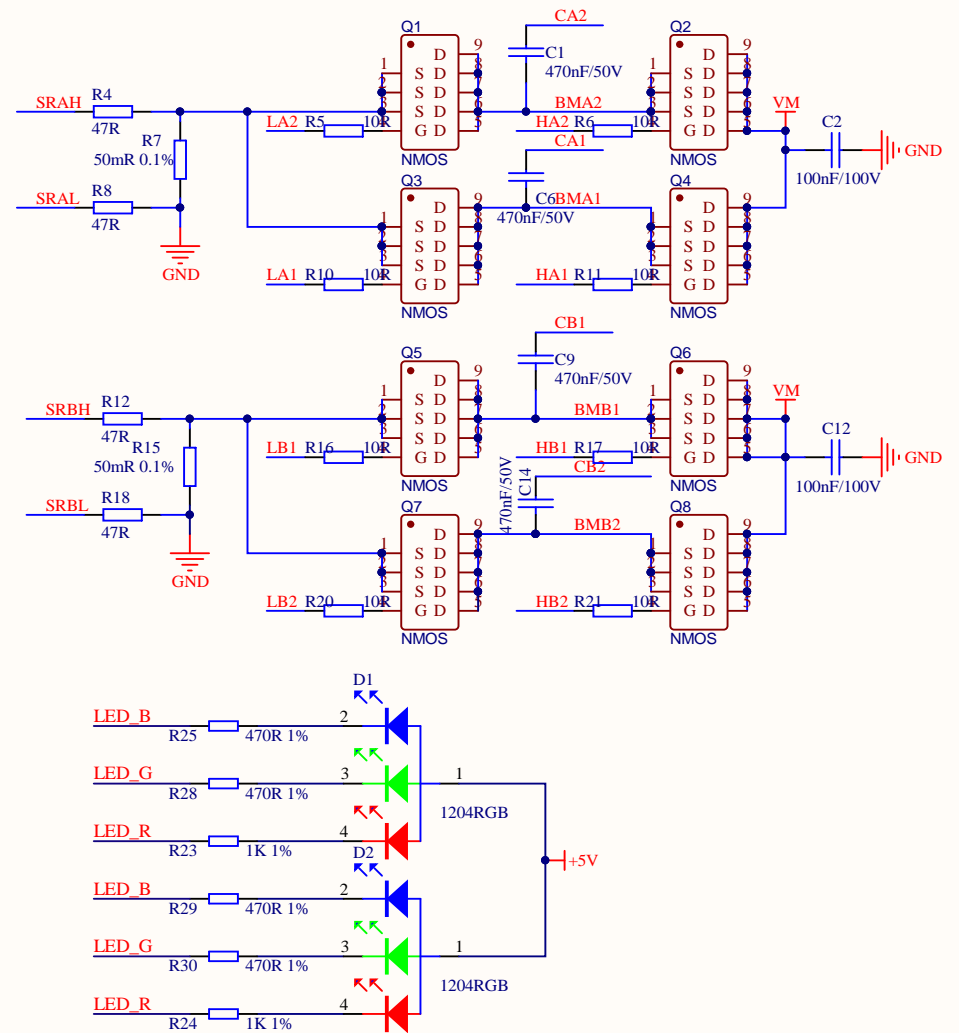 CA2
Q1
Q2
C1
470nF/50V
SRAH
R4
47R
BMA2
VM
R7
50mR 0.1%
LA2
R5
10R
HA2
R6
10R
C2
GND
100nF/100V
NMOS
CA1
NMOS
SRAL
R8
47R
GND
Q3
Q4
C6
470nF/50V
BMA1
LA1
R10
10R
HA1
R11
10R
NMOS
NMOS
CB1
Q5
Q6
C9
470nF/50V
SRBH
R12
47R
BMB1
VM
R15
50mR 0.1%
LB1
R16
10R
HB1
R17
10R
C12
GND
100nF/100V
CB2
C14
470nF/50V
SRBL
R18
47R
GND
Q7
Q8
BMB2
LB2
R20
10R
HB2
R21
10R
NMOS
NMOS
D
S D
S D
S D
G D
D
S D
S D
S D
G D
D
S D
S D
S D
G D
D
S D
S D
S D
G D
D
S D
S D
S D
G D
D
S D
S D
S D
G D
D
S D
S D
S D
G D
D
S D
S D
S D
G D
D1
LED_B
R25
470R 1%
2
LED_G
R28
470R 1%
3
1
1204RGB
LED_R
R23
1K 1%
4
D2
+5V
LED_B
R29
470R 1%
2
LED_G
R30
470R 1%
3
1
1204RGB
LED_R
R24
1K 1%
4